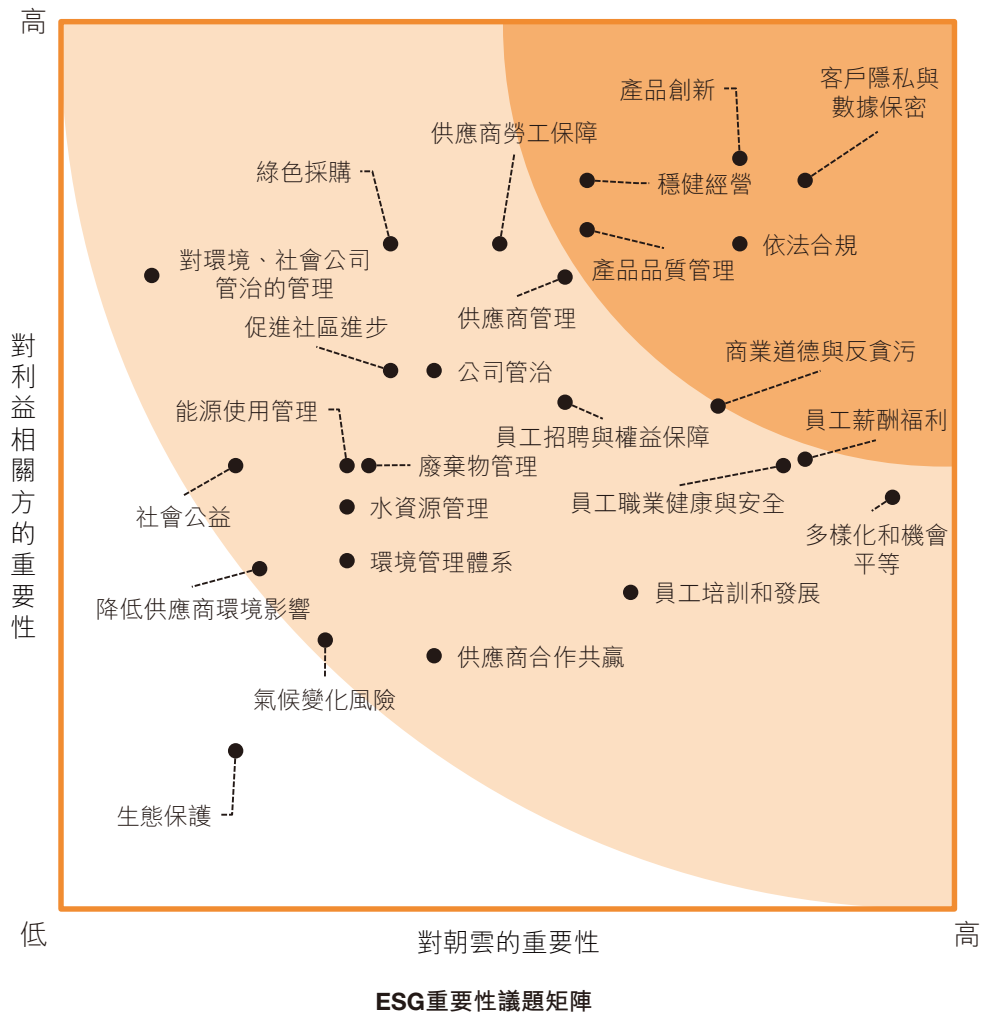 高
產品創新
客戶隱私與
數據保密
供應商勞工保障
綠色採購
穩健經營
對環境、社會公司
管治的管理
產品品質管理
依法合規
供應商管理
促進社區進步
商業道德與反貪污
公司管治
能源使用管理
員工招聘與權益保障
員工薪酬福利
廢棄物管理
社會公益
水資源管理
員工職業健康與安全
多樣化和機會
平等
環境管理體系
降低供應商環境影響
員工培訓和發展
供應商合作共贏
氣候變化風險
生態保護
對利益相關方的重要性
低
對朝雲的重要性
高
ESG重要性議題矩陣